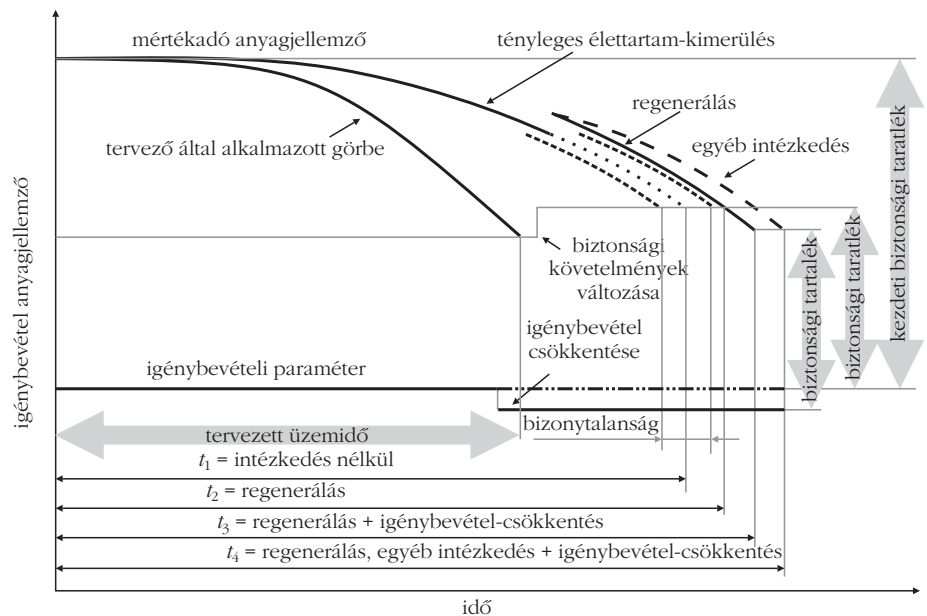 mértékadó anyagjellemző
tényleges élettartam-kimerülés
regenerálás
egyéb intézkedés
tervező által alkalmazott görbe
biztonsági
követelmények
változása
igénybevétel
csökkentése
igénybevételi paraméter
bizonytalanság
tervezett üzemidő
t₁ = intézkedés nélkül
t₂ = regenerálás
t₃ = regenerálás + igénybevétel-csökkentés
t₄ = regenerálás, egyéb intézkedés + igénybevétel-csökkentés
idő
igénybevétel anyagjellemző
biztonsági tartalék
biztonsági taratlék
kezdeti biztonsági taratlék